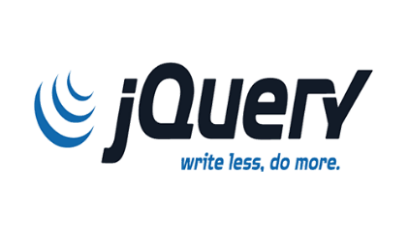 jQuery
write less, do more.